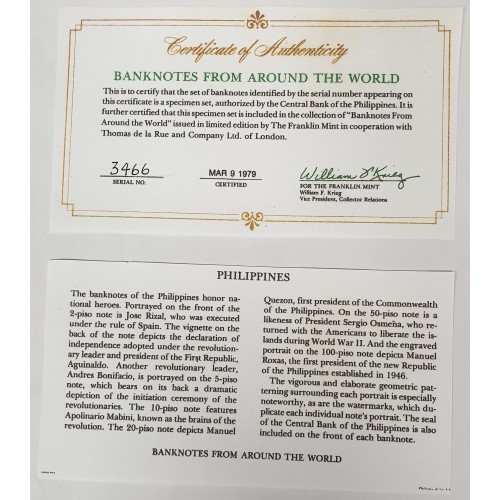 Certificate of Authenticity
BANKNOTES FROM AROUND THE WORLD
This is to certify that the set of banknotes identified by the serial number appearing on
this certificate is a specimen set, authorized by the Central Bank of the Philippines. It is
further certified that this specimen set is included in the collection of "Banknotes From
Around the World" issued in limited edition by The Franklin Mint in cooperation with
Thomas de la Rue and Company Ltd. of London.
3466
SERIAL NO.
MAR 9 1979
CERTIFIED
William F Krieg
FOR THE FRANKLIN MINT
William F. Krieg
Vice President, Collector Relations
PHILIPPINES
The banknotes of the Philippines honor na-
tional heroes. Portrayed on the front of the
2-piso note is Jose Rizal, who was executed
under the rule of Spain. The vignette on the
back of the note depicts the declaration of
independence adopted under the revolution-
ary leader and president of the First Republic,
Aguinaldo. Another revolutionary leader,
Andres Bonifacio, is portrayed on the 5-piso
note, which bears on its back a dramatic
depiction of the initiation ceremony of the
revolutionaries. The 10-piso note features
Apolinario Mabini, known as the brains of the
revolution. The 20-piso note depicts Manuel
Quezon, first president of the Commonwealth
of the Philippines. On the 50-piso note is a
likeness of President Sergio Osmeña, who re-
turned with the Americans to liberate the is-
lands during World War II. And the engraved
portrait on the 100-piso note depicts Manuel
Roxas, the first president of the new Republic
of the Philippines established in 1946.
The vigorous and elaborate geometric pat-
terning surrounding each portrait is especially
noteworthy, as are the watermarks, which du-
plicate each individual note's portrait. The seal
of the Central Bank of the Philippines is also
included on the front of each banknote.
BANKNOTES FROM AROUND THE WORLD